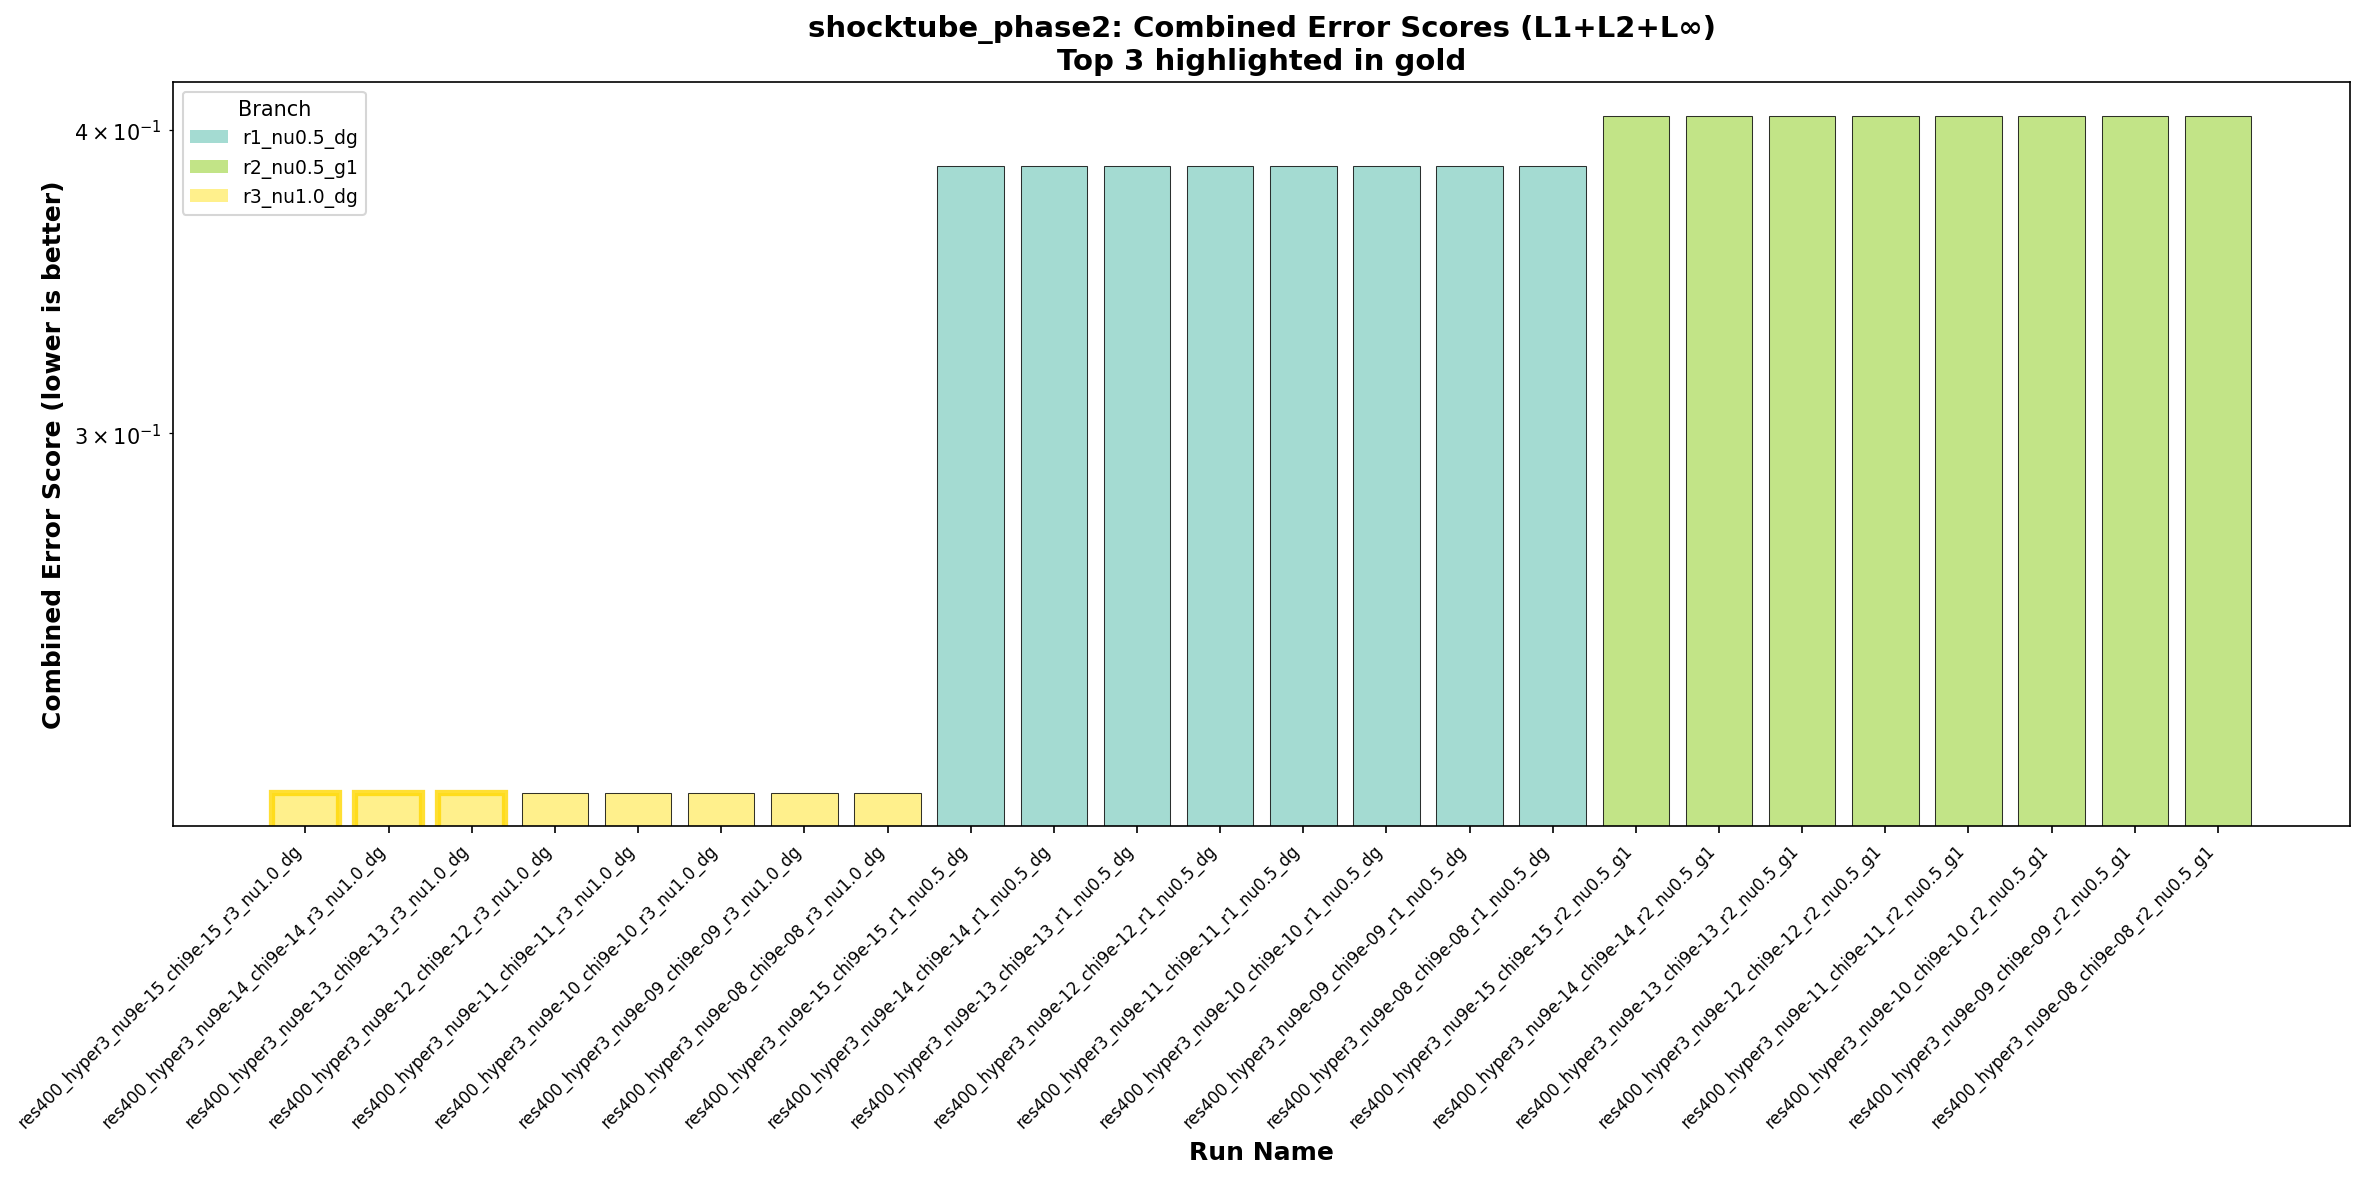 shocktube_phase2: Combined Error Scores (L1+L2+L∞)
Top 3 highlighted in gold
Combined Error Score (lower is better)
4 × 10⁻¹
3 × 10⁻¹
Branch
r1_nu0.5_dg
r2_nu0.5_g1
r3_nu1.0_dg
res400_hyper3_nu9e-15_chi9e-15_r3_nu1.0_dg
res400_hyper3_nu9e-14_chi9e-14_r3_nu1.0_dg
res400_hyper3_nu9e-13_chi9e-13_r3_nu1.0_dg
res400_hyper3_nu9e-12_chi9e-12_r3_nu1.0_dg
res400_hyper3_nu9e-11_chi9e-11_r3_nu1.0_dg
res400_hyper3_nu9e-10_chi9e-10_r3_nu1.0_dg
res400_hyper3_nu9e-09_chi9e-09_r3_nu1.0_dg
res400_hyper3_nu9e-08_chi9e-08_r3_nu1.0_dg
res400_hyper3_nu9e-15_chi9e-15_r1_nu0.5_dg
res400_hyper3_nu9e-14_chi9e-14_r1_nu0.5_dg
res400_hyper3_nu9e-13_chi9e-13_r1_nu0.5_dg
res400_hyper3_nu9e-12_chi9e-12_r1_nu0.5_dg
res400_hyper3_nu9e-11_chi9e-11_r1_nu0.5_dg
res400_hyper3_nu9e-10_chi9e-10_r1_nu0.5_dg
res400_hyper3_nu9e-09_chi9e-09_r1_nu0.5_dg
res400_hyper3_nu9e-08_chi9e-08_r1_nu0.5_dg
res400_hyper3_nu9e-15_chi9e-15_r2_nu0.5_g1
res400_hyper3_nu9e-14_chi9e-14_r2_nu0.5_g1
res400_hyper3_nu9e-13_chi9e-13_r2_nu0.5_g1
res400_hyper3_nu9e-12_chi9e-12_r2_nu0.5_g1
res400_hyper3_nu9e-11_chi9e-11_r2_nu0.5_g1
res400_hyper3_nu9e-10_chi9e-10_r2_nu0.5_g1
res400_hyper3_nu9e-09_chi9e-09_r2_nu0.5_g1
res400_hyper3_nu9e-08_chi9e-08_r2_nu0.5_g1
Run Name